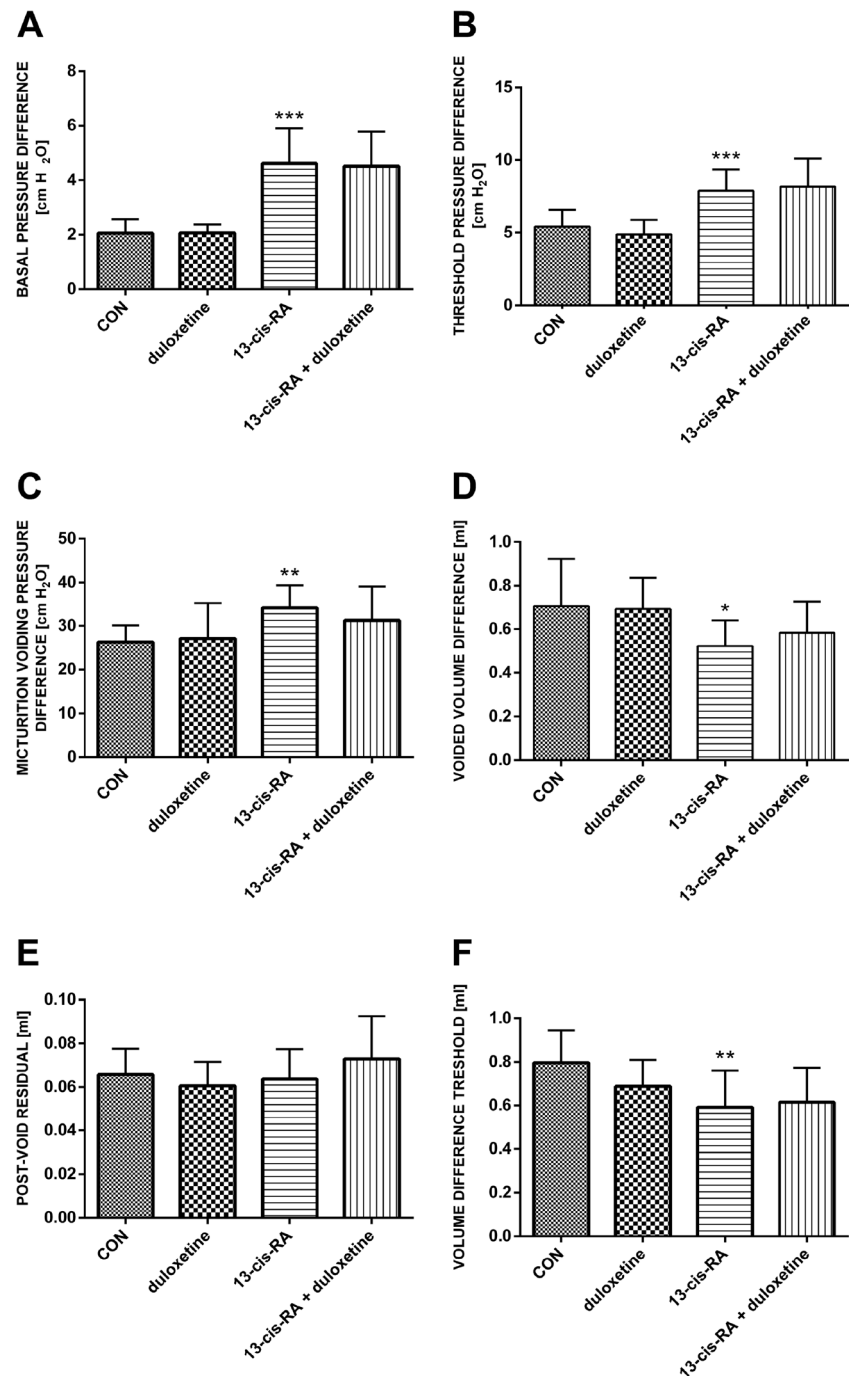 A
BASAL PRESSURE DIFFERENCE
[cm H 2O]
8
6
4
2
0
***
CON
duloxetine
13-cis-RA
13-cis-RA + duloxetine
B
THRESHOLD PRESSURE DIFFERENCE
[cm H2O]
15
10
5
0
***
CON
duloxetine
13-cis-RA
13-cis-RA + duloxetine
C
MICTURITION VOIDING PRESSURE
DIFFERENCE [cm H2O]
50
40
30
20
10
0
**
CON
duloxetine
13-cis-RA
13-cis-RA + duloxetine
D
VOIDED VOLUME DIFFERENCE [ml]
1.0
0.8
0.6
0.4
0.2
0.0
*
CON
duloxetine
13-cis-RA
13-cis-RA + duloxetine
E
POST-VOID RESIDUAL [ml]
0.10
0.08
0.06
0.04
0.02
0.00
CON
duloxetine
13-cis-RA
13-cis-RA + duloxetine
F
VOLUME DIFFERENCE TRESHOLD [ml]
1.0
0.8
0.6
0.4
0.2
0.0
**
CON
duloxetine
13-cis-RA
13-cis-RA + duloxetine